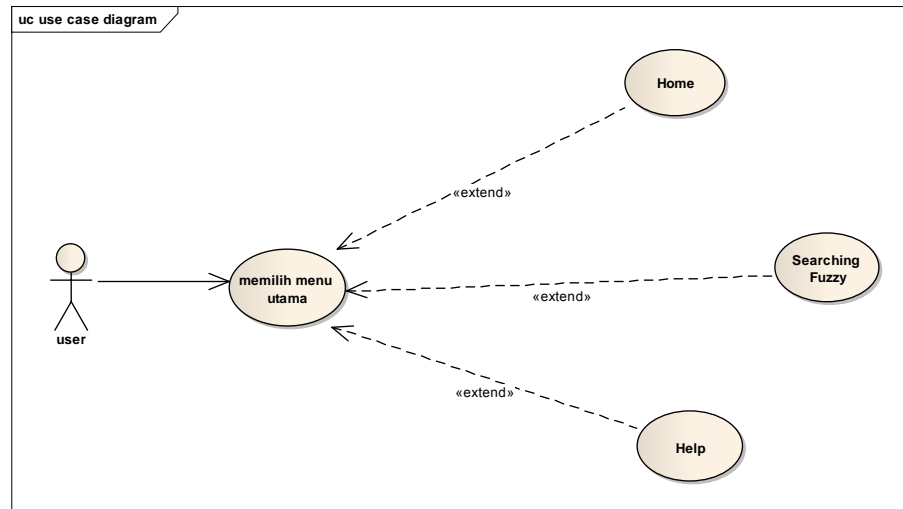 uc use case diagram
Home
«extend»
Searching
Fuzzy
memilih menu
utama
«extend»
user
«extend»
Help